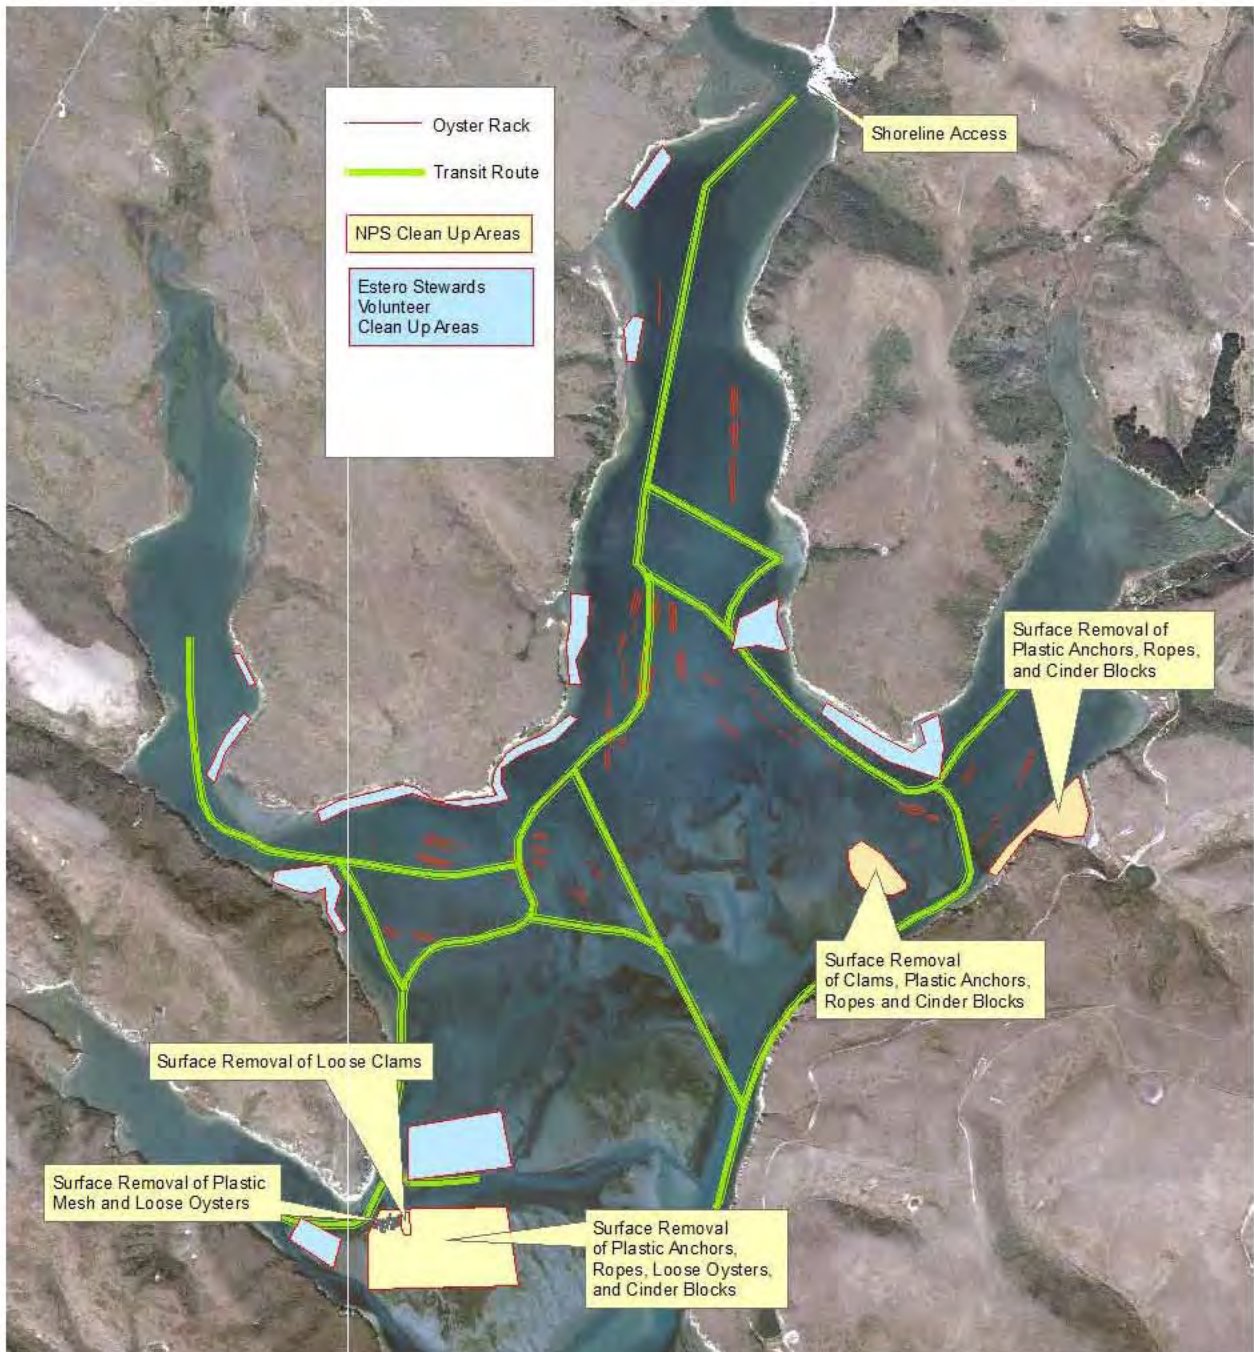 Shoreline Access
Oyster Rack
Transit Route
NPS Clean Up Areas
Estero Stewards
Volunteer
Clean Up Areas
Surface Removal of
Plastic Anchors, Ropes,
and Cinder Blocks
Surface Removal
of Clams, Plastic Anchors,
Ropes and Cinder Blocks
Surface Removal of Loose Clams
Surface Removal of Plastic
Mesh and Loose Oysters
Surface Removal
of Plastic Anchors,
Ropes, Loose Oysters,
and Cinder Blocks